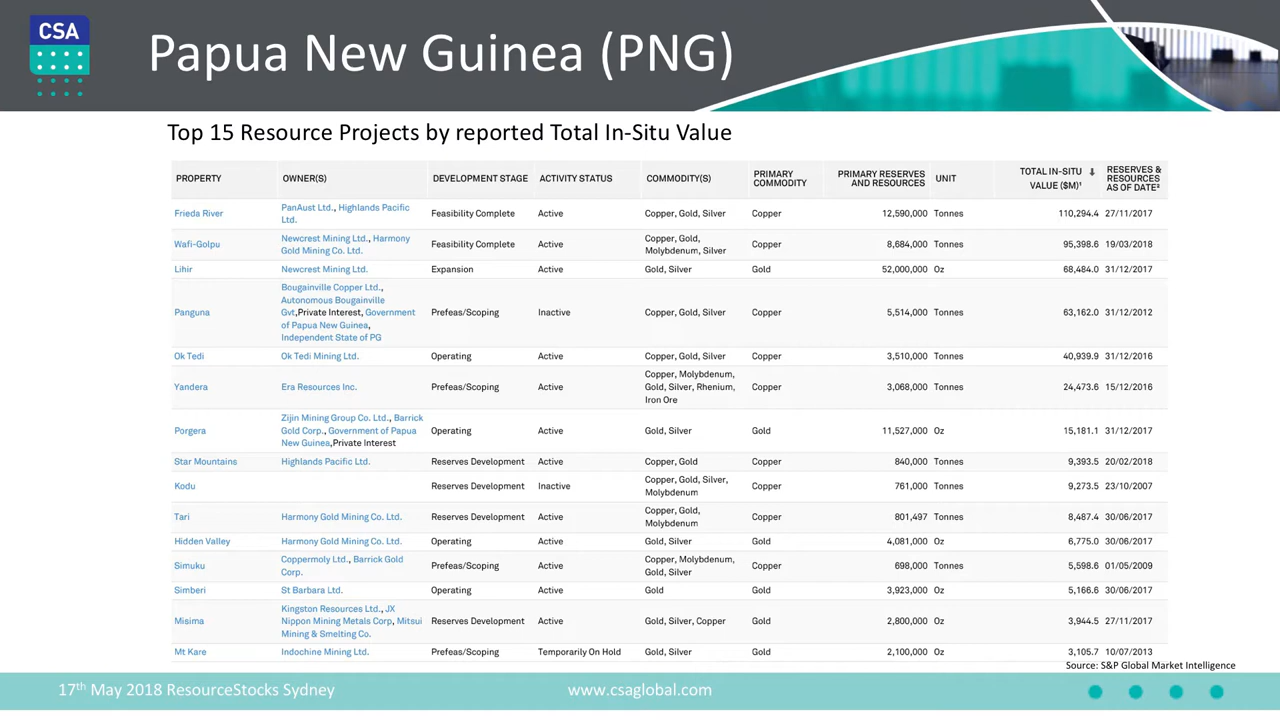 CSA
Papua New Guinea (PNG)
Top 15 Resource Projects by reported Total In-Situ Value
PROPERTY OWNER(S) DEVELOPMENT STAGE ACTIVITY STATUS COMMODITY(S) PRIMARY COMMODITY PRIMARY RESERVES AND RESOURCES UNIT TOTAL IN-SITU ↓ VALUE ($M)¹ RESERVES & RESOURCES AS OF DATE²
Frieda River PanAust Ltd., Highlands Pacific Ltd. Feasibility Complete Active Copper, Gold, Silver Copper 12,590,000 Tonnes 110,294.4 27/11/2017
Wafi-Golpu Newcrest Mining Ltd., Harmony Gold Mining Co. Ltd. Feasibility Complete Active Copper, Gold, Molybdenum, Silver Copper 8,684,000 Tonnes 95,398.6 19/03/2018
Lihir Newcrest Mining Ltd. Expansion Active Gold, Silver Gold 52,000,000 Oz 68,484.0 31/12/2017
Panguna Bougainville Copper Ltd., Autonomous Bougainville Gvt,Private Interest, Government of Papua New Guinea, Independent State of PG Prefeas/Scoping Inactive Copper, Gold, Silver Copper 5,514,000 Tonnes 63,162.0 31/12/2012
Ok Tedi Ok Tedi Mining Ltd. Operating Active Copper, Gold, Silver Copper 3,510,000 Tonnes 40,939.9 31/12/2016
Yandera Era Resources Inc. Prefeas/Scoping Active Copper, Molybdenum, Gold, Silver, Rhenium, Iron Ore Copper 3,068,000 Tonnes 24,473.6 15/12/2016
Porgera Zijin Mining Group Co. Ltd., Barrick Gold Corp., Government of Papua New Guinea,Private Interest Operating Active Gold, Silver Gold 11,527,000 Oz 15,181.1 31/12/2017
Star Mountains Highlands Pacific Ltd. Reserves Development Active Copper, Gold Copper 840,000 Tonnes 9,393.5 20/02/2018
Kodu Reserves Development Inactive Copper, Gold, Silver, Molybdenum Copper 761,000 Tonnes 9,273.5 23/10/2007
Tari Harmony Gold Mining Co. Ltd. Reserves Development Active Copper, Gold, Molybdenum Copper 801,497 Tonnes 8,487.4 30/06/2017
Hidden Valley Harmony Gold Mining Co. Ltd. Operating Active Gold, Silver Gold 4,081,000 Oz 6,775.0 30/06/2017
Simuku Coppermoly Ltd., Barrick Gold Corp. Prefeas/Scoping Active Copper, Molybdenum, Gold, Silver Copper 698,000 Tonnes 5,598.6 01/05/2009
Simberi St Barbara Ltd. Operating Active Gold Gold 3,923,000 Oz 5,166.6 30/06/2017
Misima Kingston Resources Ltd., JX Nippon Mining Metals Corp, Mitsui Mining & Smelting Co. Reserves Development Active Gold, Silver, Copper Gold 2,800,000 Oz 3,944.5 27/11/2017
Mt Kare Indochine Mining Ltd. Prefeas/Scoping Temporarily On Hold Gold, Silver Gold 2,100,000 Oz 3,105.7 10/07/2013
Source: S&P Global Market Intelligence
17th May 2018 ResourceStocks Sydney www.csaglobal.com